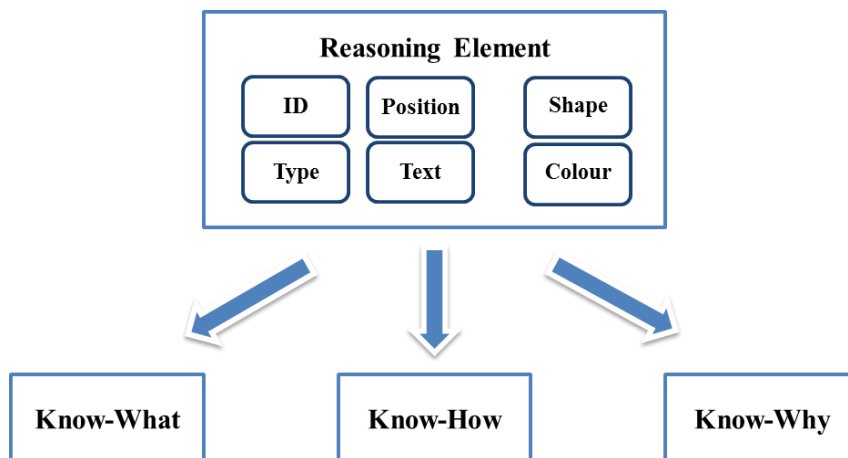 Reasoning Element
ID
Position
Shape
Type
Text
Colour
Know-What
Know-How
Know-Why